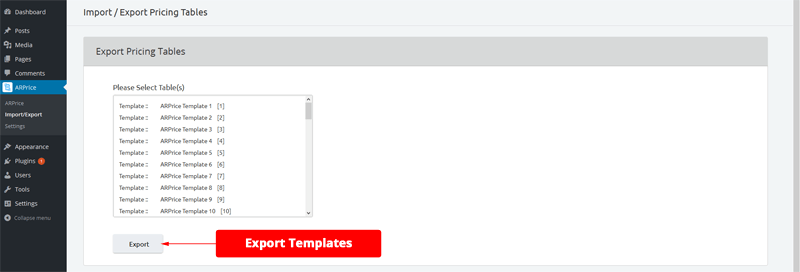 Dashboard
Posts
Media
Pages
Comments
ARPrice
ARPrice
Import/Export
Settings
Appearance
Plugins 1
Users
Tools
Settings
Collapse menu
Import / Export Pricing Tables
Export Pricing Tables
Please Select Table(s)
Template :: ARPrice Template 1 [1]
Template :: ARPrice Template 2 [2]
Template :: ARPrice Template 3 [3]
Template :: ARPrice Template 4 [4]
Template :: ARPrice Template 5 [5]
Template :: ARPrice Template 6 [6]
Template :: ARPrice Template 7 [7]
Template :: ARPrice Template 8 [8]
Template :: ARPrice Template 9 [9]
Template :: ARPrice Template 10 [10]
Export
Export Templates